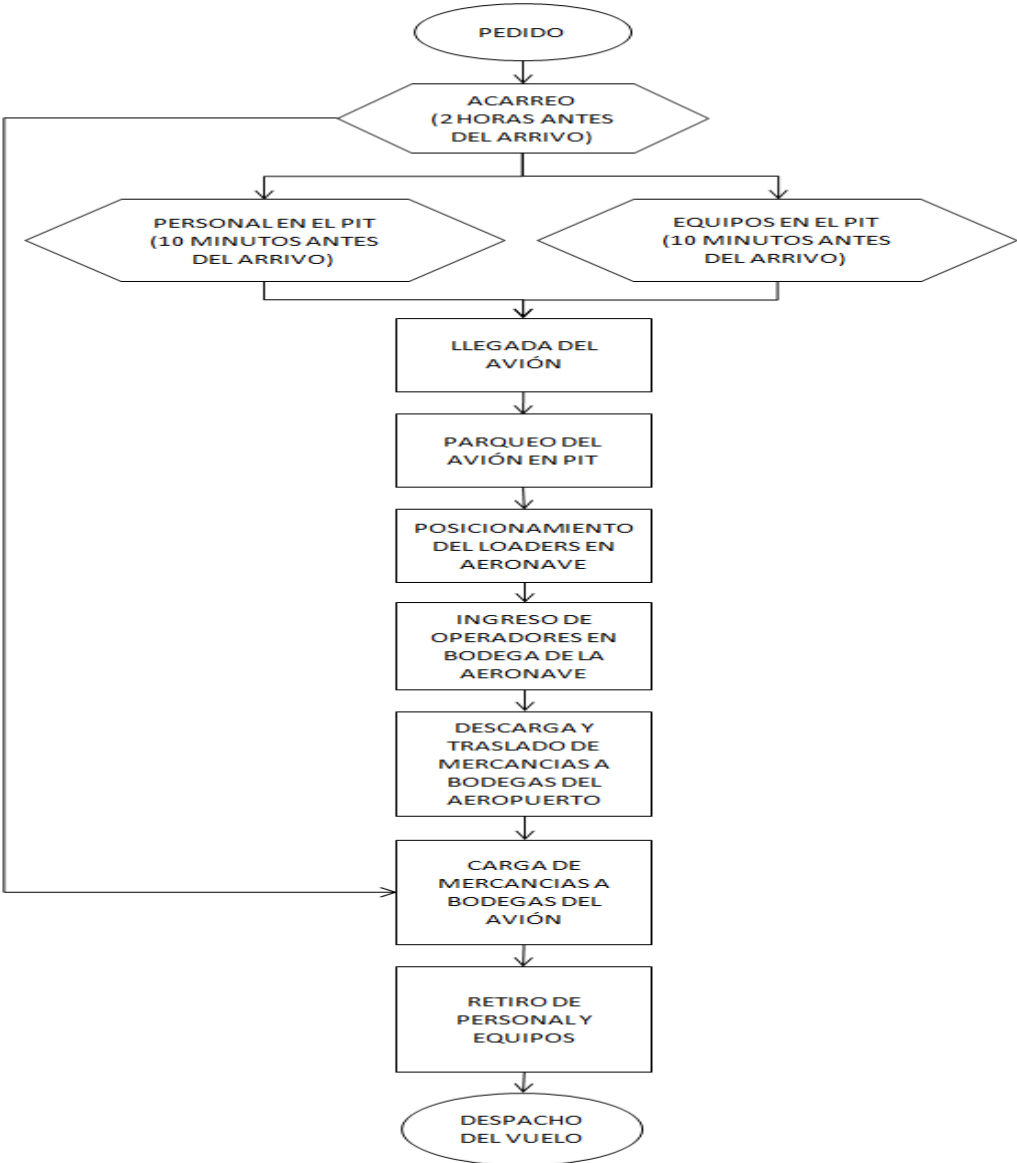 PEDIDO
ACARREO
(2 HORAS ANTES
DEL ARRIVO)
PERSONAL EN EL PIT
(10 MINUTOS ANTES
DEL ARRIVO)
EQUIPOS EN EL PIT
(10 MINUTOS ANTES
DEL ARRIVO)
LLEGADA DEL
AVIÓN
PARQUEO DEL
AVIÓN EN PIT
POSICIONAMIENTO
DEL LOADERS EN
AERONAVE
INGRESO DE
OPERADORES EN
BODEGA DE LA
AERONAVE
DESCARGA Y
TRASLADO DE
MERCANCIAS A
BODEGAS DEL
AEROPUERTO
CARGA DE
MERCANCIAS A
BODEGAS DEL
AVIÓN
RETIRO DE
PERSONAL Y
EQUIPOS
DESPACHO
DEL VUELO